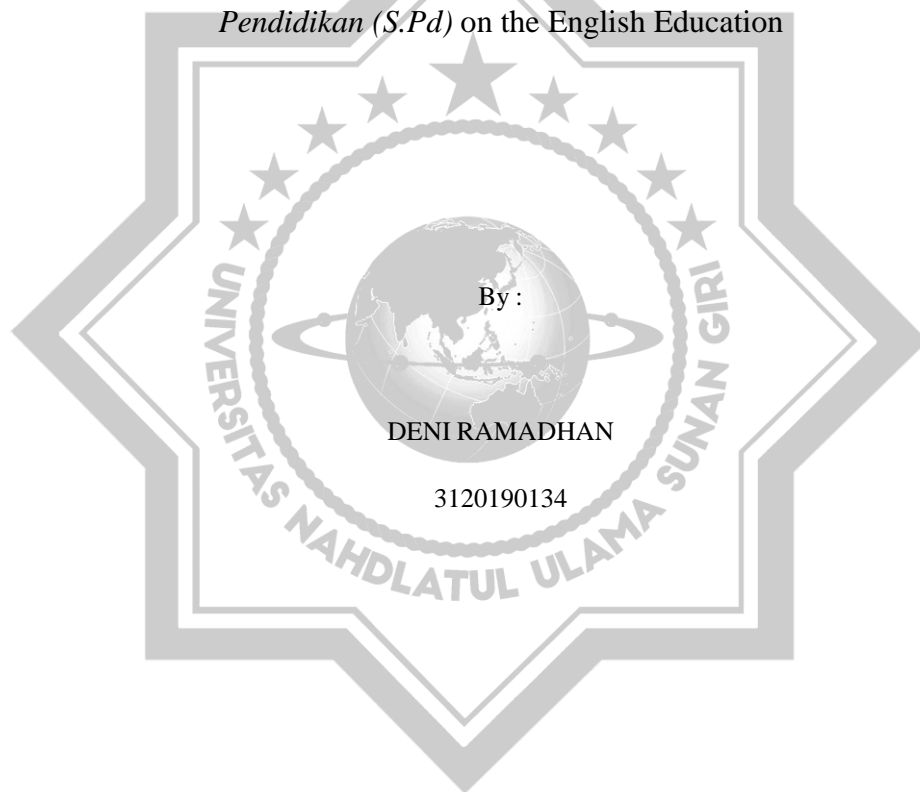 Pendidikan (S.Pd) on the English Education
By :
DENI RAMADHAN
3120190134
UNIVERSITAS NAHDLATUL ULAMA SUNAN GIRI